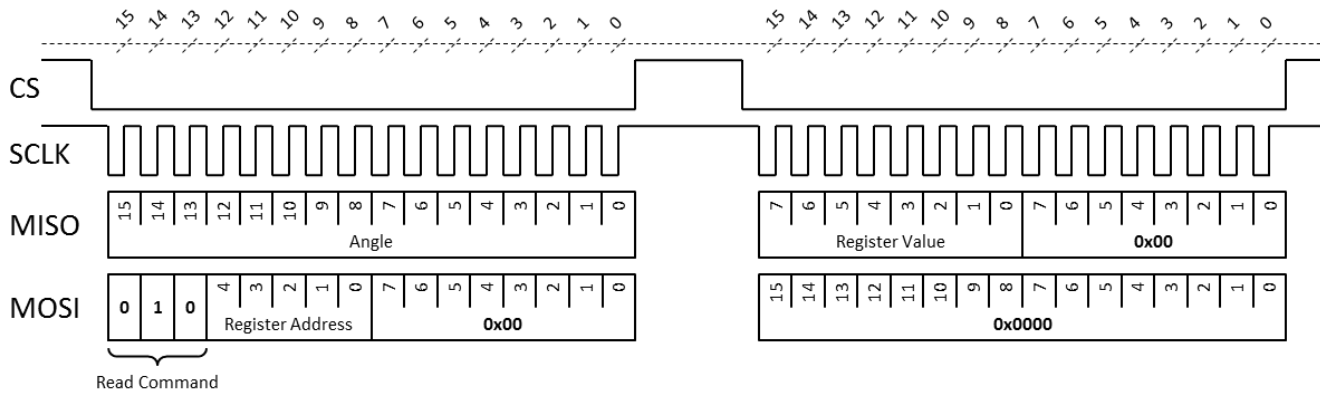 15 14 13 12 11 10 9 8 7 6 5 4 3 2 1 0 15 14 13 12 11 10 9 8 7 6 5 4 3 2 1 0
CS
SCLK
MISO
15 14 13 12 11 10 9 8 7 6 5 4 3 2 1 0 7 6 5 4 3 2 1 0 7 6 5 4 3 2 1 0
Angle Register Value 0x00
MOSI
0 1 0 4 3 2 1 0 7 6 5 4 3 2 1 0 15 14 13 12 11 10 9 8 7 6 5 4 3 2 1 0
Register Address 0x00 0x0000
Read Command